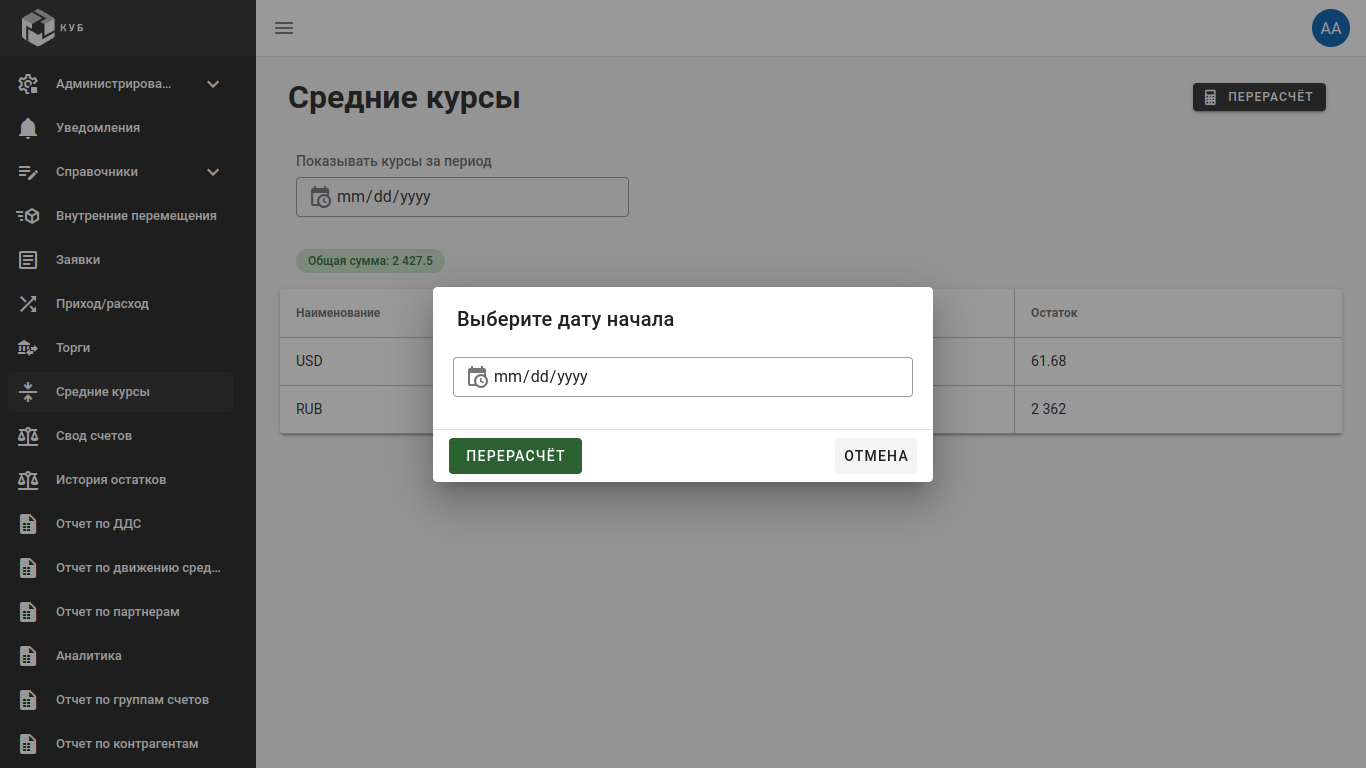 КУБ
АА
Администрирова...
Уведомления
Справочники
Внутренние перемещения
Заявки
Приход/расход
Торги
Средние курсы
Свод счетов
История остатков
Отчет по ДДС
Отчет по движению сред...
Отчет по партнерам
Аналитика
Отчет по группам счетов
Отчет по контрагентам
Средние курсы
ПЕРЕРАСЧЁТ
Показывать курсы за период
mm/dd/yyyy
Общая сумма: 2 427.5
Наименование
Остаток
USD
61.68
RUB
2 362
Выберите дату начала
mm/dd/yyyy
ПЕРЕРАСЧЁТ
ОТМЕНА